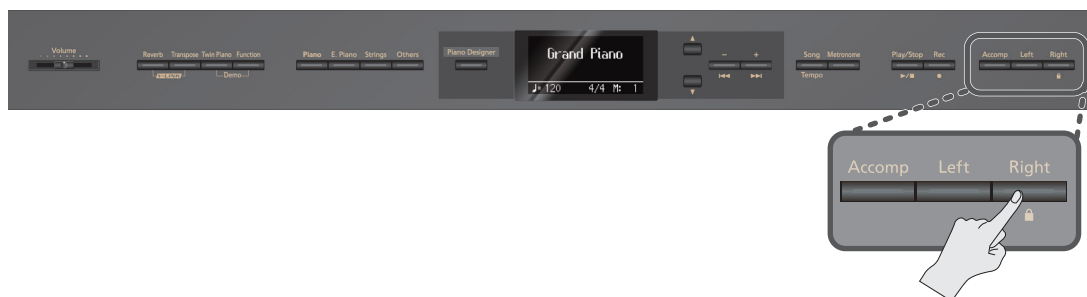 Volume
Reverb Transpose Twin Piano Function
V-LINK Demo
Piano E. Piano Strings Others
Piano Designer
Grand Piano
♩= 120 4/4 M: 1
− +
Song Metronome
Tempo
Play/Stop Rec
Accomp Left Right
Accomp Left Right